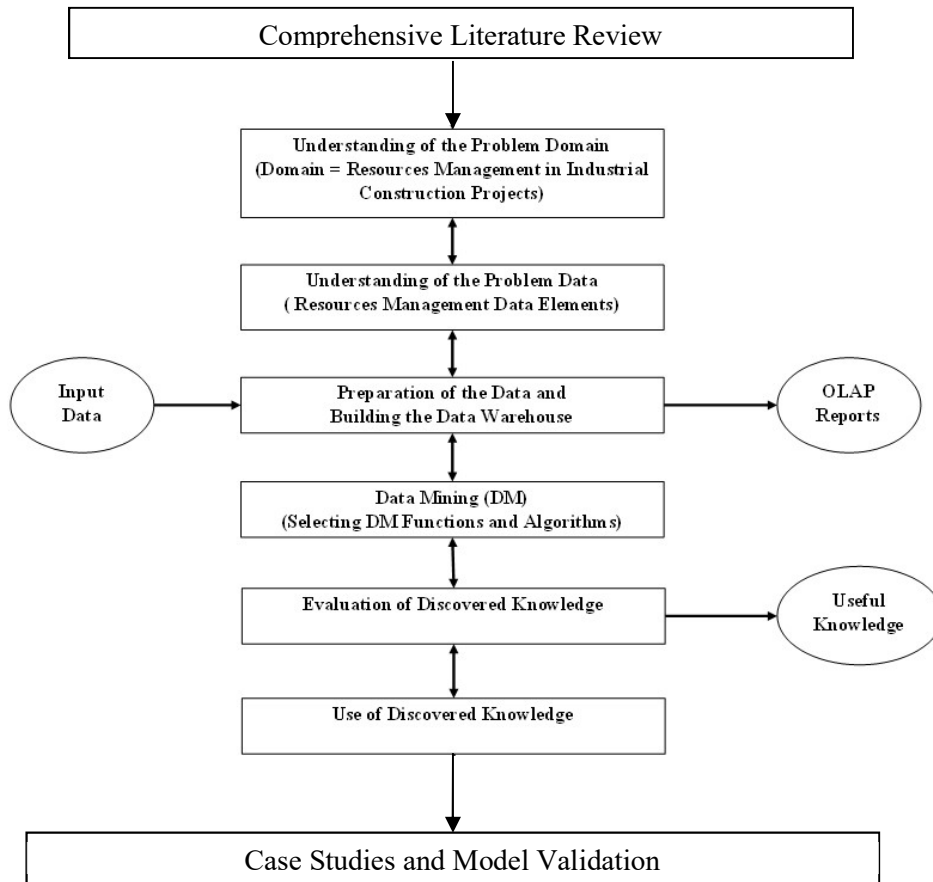 Comprehensive Literature Review
Understanding of the Problem Domain
(Domain = Resources Management in Industrial
Construction Projects)
Understanding of the Problem Data
( Resources Management Data Elements)
Input
Data
Preparation of the Data and
Building the Data Warehouse
OLAP
Reports
Data Mining (DM)
(Selecting DM Functions and Algorithms)
Evaluation of Discovered Knowledge
Useful
Knowledge
Use of Discovered Knowledge
Case Studies and Model Validation